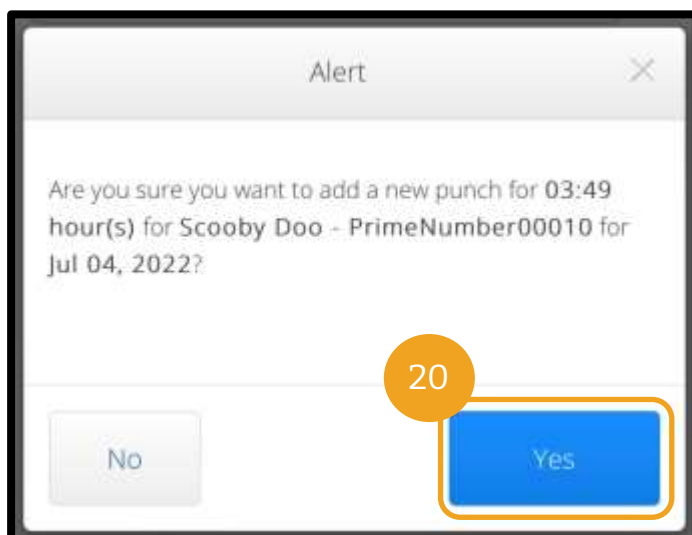 Alert
Are you sure you want to add a new punch for 03:49
hour(s) for Scooby Doo - PrimeNumber00010 for
Jul 04, 2022?
20
No
Yes